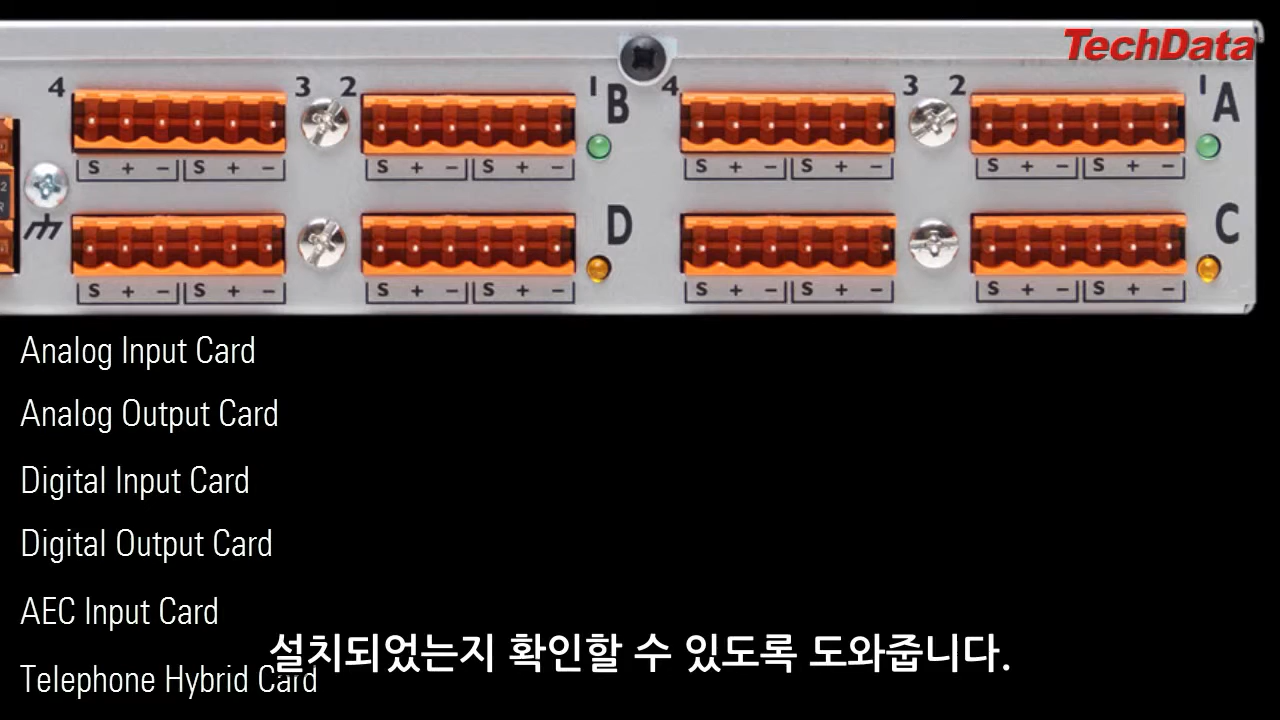 TechData
4 3 2 1 B 4 3 2 1 A
S + − S + − S + − S + − S + − S + − S + − S + −
D C
S + − S + − S + − S + − S + − S + − S + − S + −
Analog Input Card
Analog Output Card
Digital Input Card
Digital Output Card
AEC Input Card
설치되었는지 확인할 수 있도록 도와줍니다.
Telephone Hybrid Card